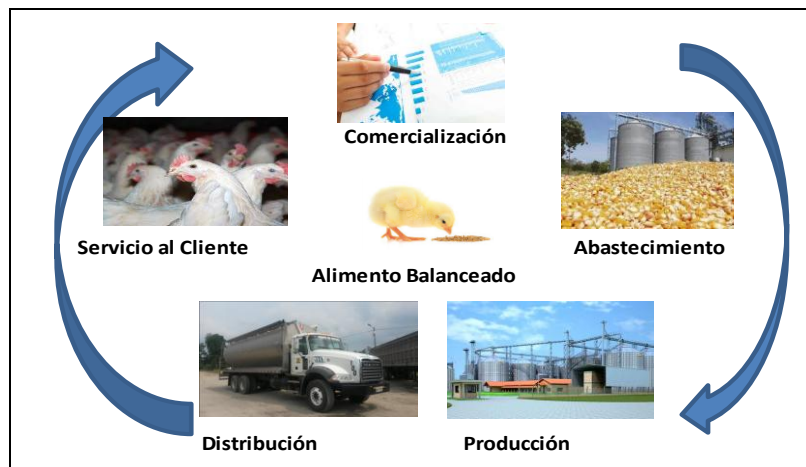 Comercialización
Servicio al Cliente
Abastecimiento
Alimento Balanceado
Distribución
Producción